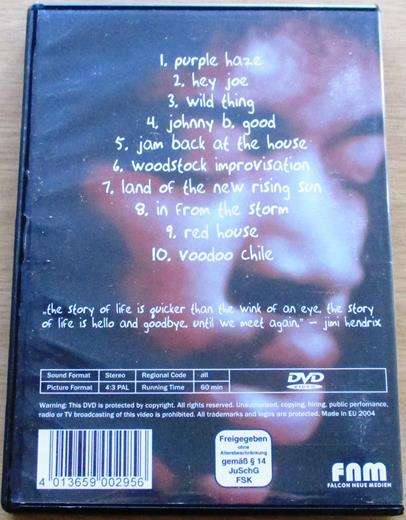 1. purple haze
2. hey joe
3. wild thing
4. johnny b. good
5. jam back at the house
6. woodstock improvisation
7. land of the new rising sun
8. in from the storm
9. red house
10. voodoo chile
„the story of life is quicker than the wink of an eye. the story
of life is hello and goodbye. until we meet again.” – jimi hendrix
Sound Format Stereo Regional Code all
Picture Format 4:3 PAL Running Time 60 min
DVD
VIDEO
Warning: This DVD is protected by copyright. All rights reserved. Unauthorised, copying, hiring, public perfomance,
radio or TV broadcasting of this video is prohibited. All trademarks and logos are protected. Made in EU 2004
4 013659 002956
Freigegeben
ohne
Altersbeschränkung
gemäß § 14
JuSchG
FSK
FNM
FALCON NEUE MEDIEN